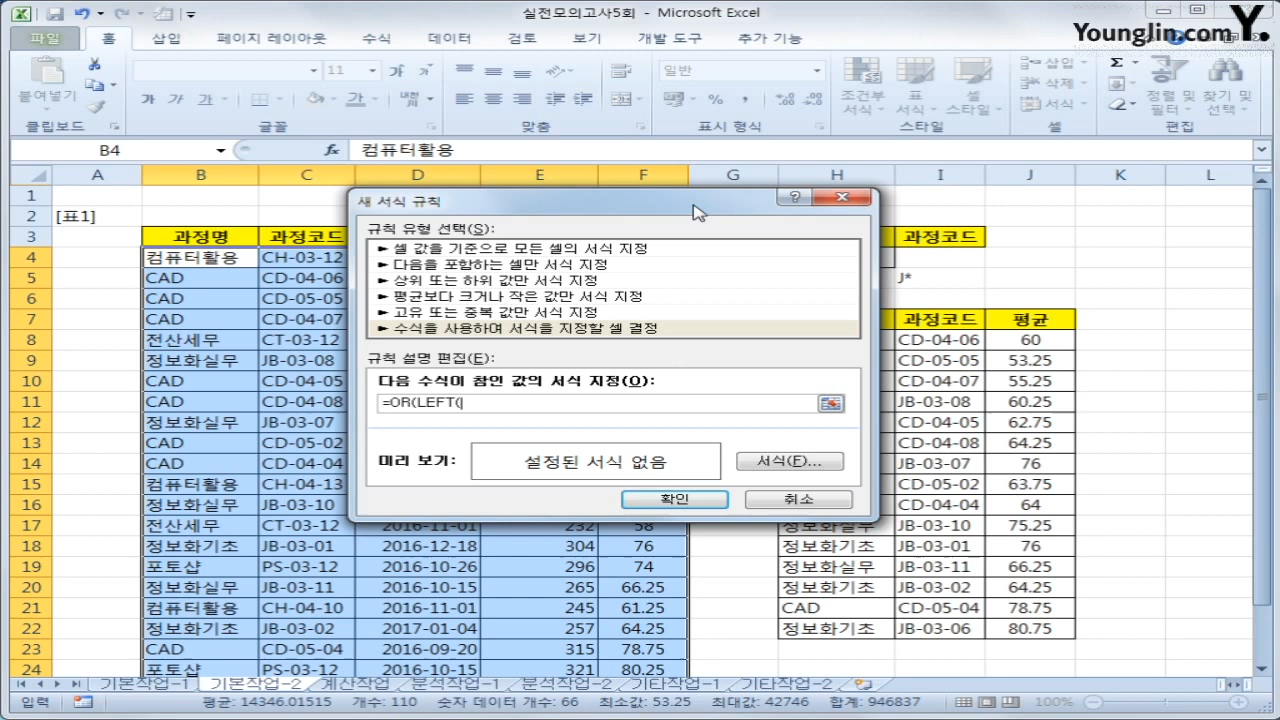 실전모의고사5회 - Microsoft Excel
Younglin.com Y.
파일 홈 삽입 페이지 레이아웃 수식 데이터 검토 보기 개발 도구 추가 기능
붙여넣기 11 가 가 일반 조건부 서식 표 서식 셀 스타일 삽입 삭제 서식 정렬 및 필터 찾기 및 선택
클립보드 글꼴 맞춤 표시 형식 스타일 셀 편집
B4 fx 컴퓨터활용
A B C D E F G H I J K L
1
2 [표1]
3 과정명 과정코드 과정코드
4 컴퓨터활용 CH-03-12
5 CAD CD-04-06 J*
6 CAD CD-05-05
7 CAD CD-04-07 과정코드 평균
8 전산세무 CT-03-12 CD-04-06 60
9 정보화실무 JB-03-08 CD-05-05 53.25
10 CAD CD-04-05 CD-04-07 55.25
11 CAD CD-04-08 JB-03-08 60.25
12 정보화실무 JB-03-07 CD-04-05 62.75
13 CAD CD-05-02 CD-04-08 64.25
14 CAD CD-04-04 JB-03-07 76
15 컴퓨터활용 CH-04-13 CD-05-02 63.75
16 정보화실무 JB-03-10 CD-04-04 64
17 전산세무 CT-03-12 2016-11-01 232 58 정보화실무 JB-03-10 75.25
18 정보화기초 JB-03-01 2016-12-18 304 76 정보화기초 JB-03-01 76
19 포토샵 PS-03-12 2016-10-26 296 74 정보화실무 JB-03-11 66.25
20 정보화실무 JB-03-11 2016-10-15 265 66.25 정보화기초 JB-03-02 64.25
21 컴퓨터활용 CH-04-10 2016-11-01 245 61.25 CAD CD-05-04 78.75
22 정보화기초 JB-03-02 2017-01-04 257 64.25 정보화기초 JB-03-06 80.75
23 CAD CD-05-04 2016-09-20 315 78.75
24 포토샵 PS-03-12 2016-10-15 321 80.25
새 서식 규칙
규칙 유형 선택(S):
► 셀 값을 기준으로 모든 셀의 서식 지정
► 다음을 포함하는 셀만 서식 지정
► 상위 또는 하위 값만 서식 지정
► 평균보다 크거나 작은 값만 서식 지정
► 고유 또는 중복 값만 서식 지정
► 수식을 사용하여 서식을 지정할 셀 결정
규칙 설명 편집(E):
다음 수식이 참인 값의 서식 지정(O):
=OR(LEFT(
미리 보기: 설정된 서식 없음 서식(F)...
확인 취소
기본작업-1 기본작업-2 계산작업 분석작업-1 분석작업-2 기타작업-1 기타작업-2
입력 평균: 14346.01515 개수: 110 숫자 데이터 개수: 66 최소값: 53.25 최대값: 42746 합계: 946837 100%